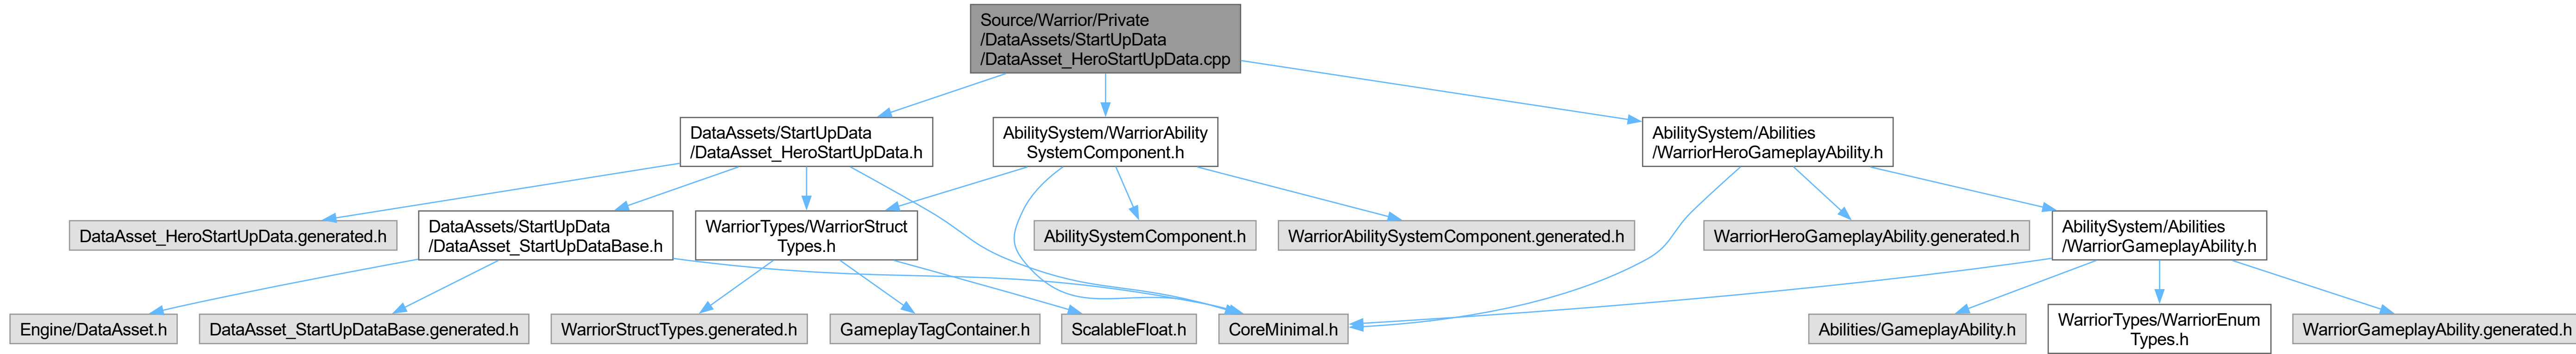 Source/Warrior/Private
/DataAssets/StartUpData
/DataAsset_HeroStartUpData.cpp
DataAssets/StartUpData
/DataAsset_HeroStartUpData.h
AbilitySystem/WarriorAbility
SystemComponent.h
AbilitySystem/Abilities
/WarriorHeroGameplayAbility.h
DataAsset_HeroStartUpData.generated.h
DataAssets/StartUpData
/DataAsset_StartUpDataBase.h
WarriorTypes/WarriorStruct
Types.h
AbilitySystemComponent.h
WarriorAbilitySystemComponent.generated.h
WarriorHeroGameplayAbility.generated.h
AbilitySystem/Abilities
/WarriorGameplayAbility.h
Engine/DataAsset.h
DataAsset_StartUpDataBase.generated.h
WarriorStructTypes.generated.h
GameplayTagContainer.h
ScalableFloat.h
CoreMinimal.h
Abilities/GameplayAbility.h
WarriorTypes/WarriorEnum
Types.h
WarriorGameplayAbility.generated.h